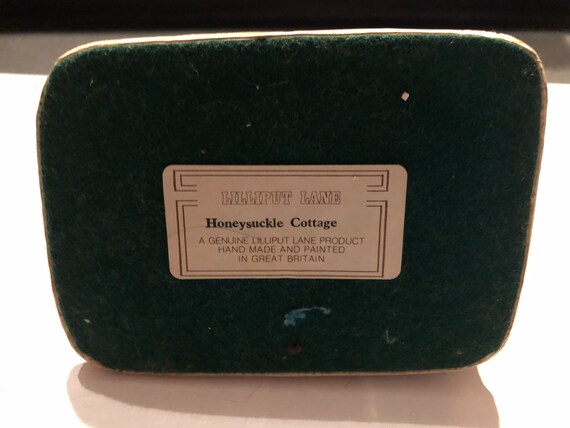 LILLIPUT LANE
Honeysuckle Cottage
A GENUINE LILLIPUT LANE PRODUCT
HAND MADE AND PAINTED
IN GREAT BRITAIN